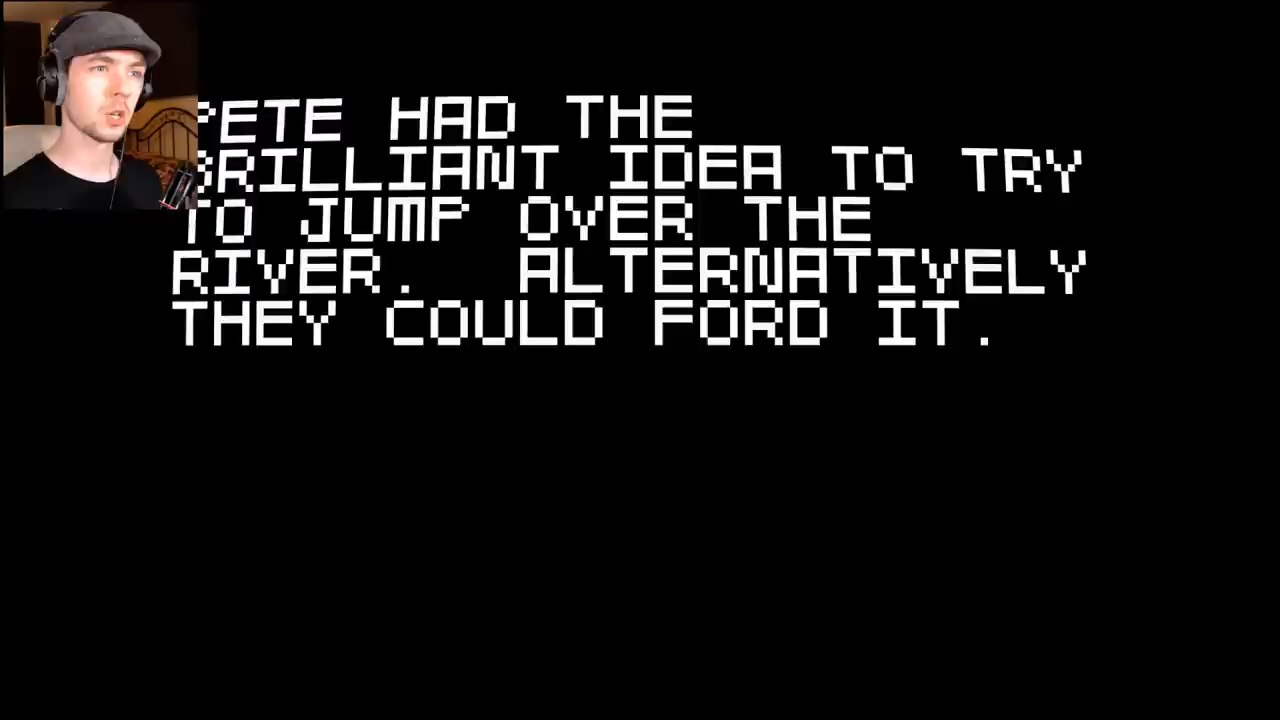 PETE HAD THE
BRILLIANT IDEA TO TRY
TO JUMP OVER THE
RIVER. ALTERNATIVELY
THEY COULD FORD IT.